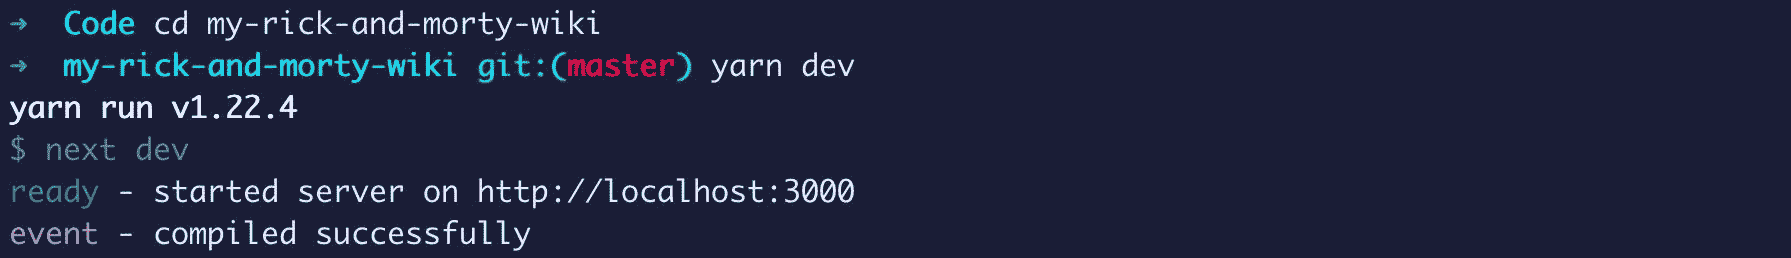 → Code cd my-rick-and-morty-wiki
→ my-rick-and-morty-wiki git:(master) yarn dev
yarn run v1.22.4
$ next dev
ready - started server on http://localhost:3000
event - compiled successfully